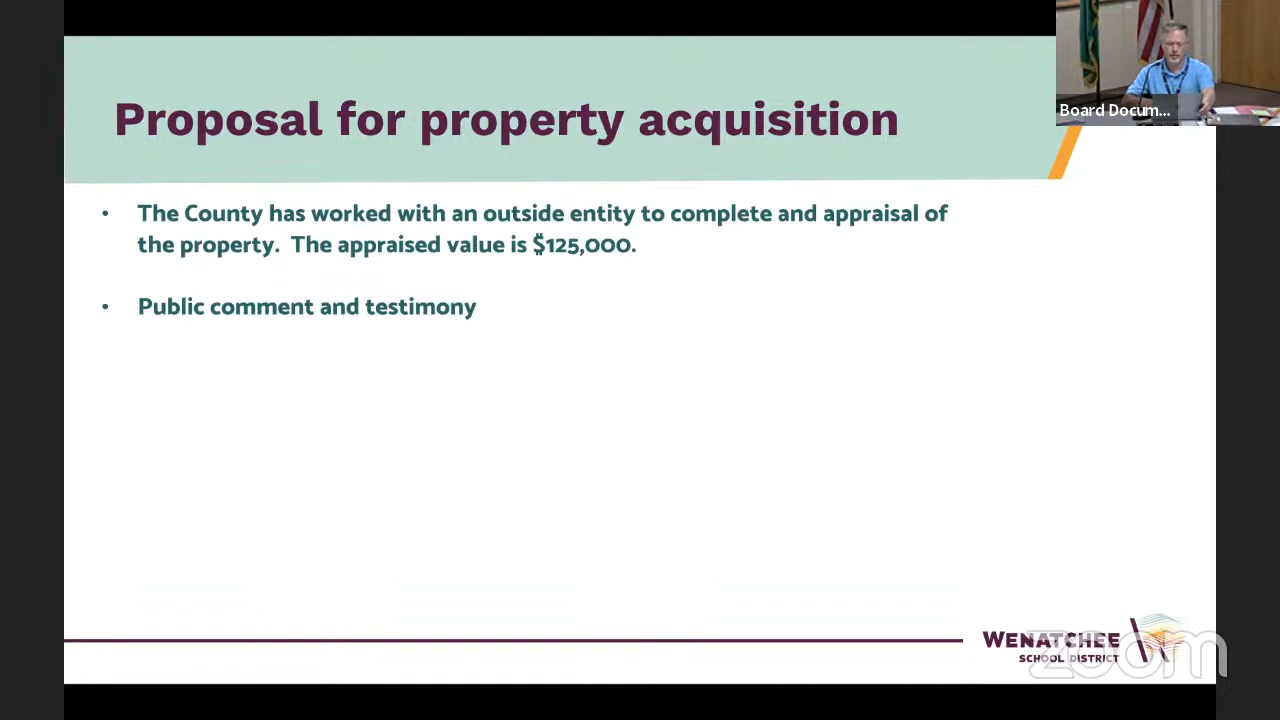 Board Docum...
Proposal for property acquisition
• The County has worked with an outside entity to complete and appraisal of
the property.  The appraised value is $125,000.
• Public comment and testimony
WENATCHEE
SCHOOL DISTRICT
zoom